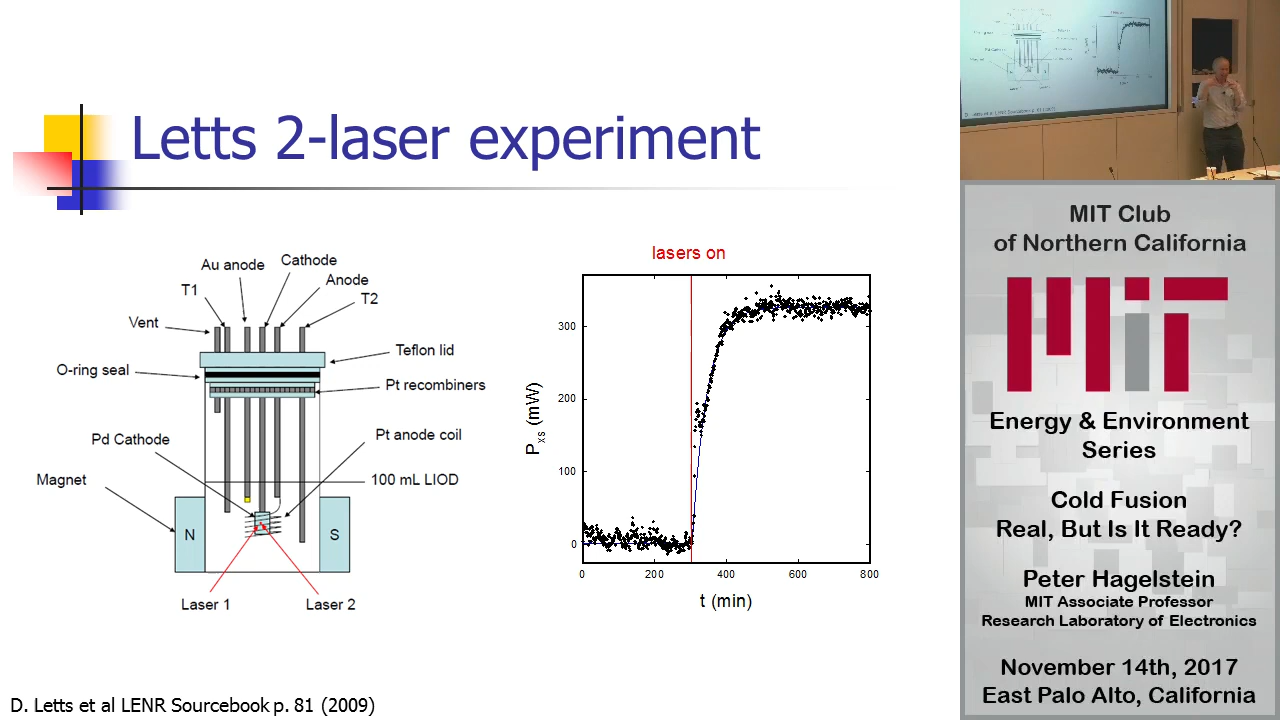 Letts 2-laser experiment
Cathode
Au anode
Anode
T1
T2
Vent
Teflon lid
O-ring seal
Pt recombiners
Pd Cathode
Pt anode coil
Magnet
100 mL LIOD
N
S
Laser 1
Laser 2
lasers on
300
200
100
0
Pxs (mW)
0
200
400
600
800
t (min)
D. Letts et al LENR Sourcebook p. 81 (2009)
MIT Club
of Northern California
MIT
Energy & Environment
Series
Cold Fusion
Real, But Is It Ready?
Peter Hagelstein
MIT Associate Professor
Research Laboratory of Electronics
November 14th, 2017
East Palo Alto, California